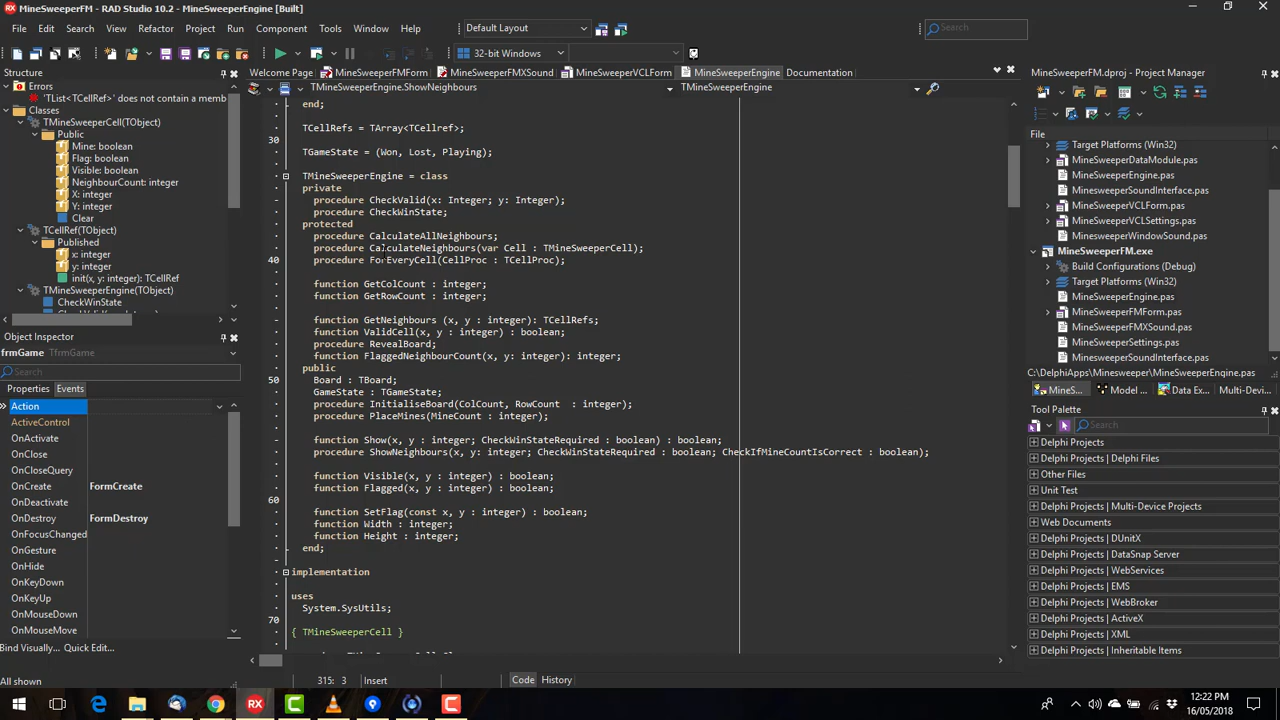 MineSweeperFM - RAD Studio 10.2 - MineSweeperEngine [Built]
File Edit Search View Refactor Project Run Component Tools Window Help
Default Layout
Search
32-bit Windows
Structure
Errors
'TList<TCellRef>' does not contain a memb
Classes
TMineSweeperCell(TObject)
Public
Mine: boolean
Flag: boolean
Visible: boolean
NeighbourCount: integer
X: integer
Y: integer
Clear
TCellRef(TObject)
Published
x: integer
y: integer
init(x, y: integer): TCellRef
TMineSweeperEngine(TObject)
CheckWinState
Object Inspector
frmGame TfrmGame
Search
Properties Events
Action
ActiveControl
OnActivate
OnClose
OnCloseQuery
OnCreate FormCreate
OnDeactivate
OnDestroy FormDestroy
OnFocusChanged
OnGesture
OnHide
OnKeyDown
OnKeyUp
OnMouseDown
OnMouseMove
Bind Visually... Quick Edit...
All shown
Welcome Page MineSweeperFMForm MineSweeperFMXSound MineSweeperVCLForm MineSweeperEngine Documentation
TMineSweeperEngine.ShowNeighbours TMineSweeperEngine
end;
TCellRefs = TArray<TCellref>;
30
TGameState = (Won, Lost, Playing);
TMineSweeperEngine = class
private
procedure CheckValid(x: Integer; y: Integer);
procedure CheckWinState;
protected
procedure CalculateAllNeighbours;
procedure CalculateNeighbours(var Cell : TMineSweeperCell);
40 procedure ForEveryCell(CellProc : TCellProc);
function GetColCount : integer;
function GetRowCount : integer;
function GetNeighbours (x, y : integer): TCellRefs;
function ValidCell(x, y : integer) : boolean;
procedure RevealBoard;
function FlaggedNeighbourCount(x, y: integer): integer;
public
50 Board : TBoard;
GameState : TGameState;
procedure InitialiseBoard(ColCount, RowCount  : integer);
procedure PlaceMines(MineCount : integer);
function Show(x, y : integer; CheckWinStateRequired : boolean) : boolean;
procedure ShowNeighbours(x, y: integer; CheckWinStateRequired : boolean; CheckIfMineCountIsCorrect : boolean);
function Visible(x, y : integer) : boolean;
function Flagged(x, y : integer) : boolean;
60
function SetFlag(const x, y : integer) : boolean;
function Width : integer;
function Height : integer;
end;
implementation
uses
System.SysUtils;
70
{ TMineSweeperCell }
315: 3 Insert Code History
MineSweeperFM.dproj - Project Manager
File
Target Platforms (Win32)
MineSweeperDataModule.pas
MineSweeperEngine.pas
MinesweeperSoundInterface.pas
MineSweeperVCLForm.pas
MineSweeperVCLSettings.pas
MinesweeperWindowSound.pas
MineSweeperFM.exe
Build Configurations (Debug)
Target Platforms (Win32)
MineSweeperFMForm.pas
MineSweeperFMXSound.pas
MineSweeperSettings.pas
MinesweeperSoundInterface.pas
C:\DelphiApps\Minesweeper\MineSweeperEngine.pas
MineS... Model ... Data Ex... Multi-Dev...
Tool Palette
Search
Delphi Projects
Delphi Projects | Delphi Files
Other Files
Unit Test
Delphi Projects | Multi-Device Projects
Web Documents
Delphi Projects | DUnitX
Delphi Projects | DataSnap Server
Delphi Projects | WebServices
Delphi Projects | EMS
Delphi Projects | WebBroker
Delphi Projects | ActiveX
Delphi Projects | XML
Delphi Projects | Inheritable Items
12:22 PM
16/05/2018